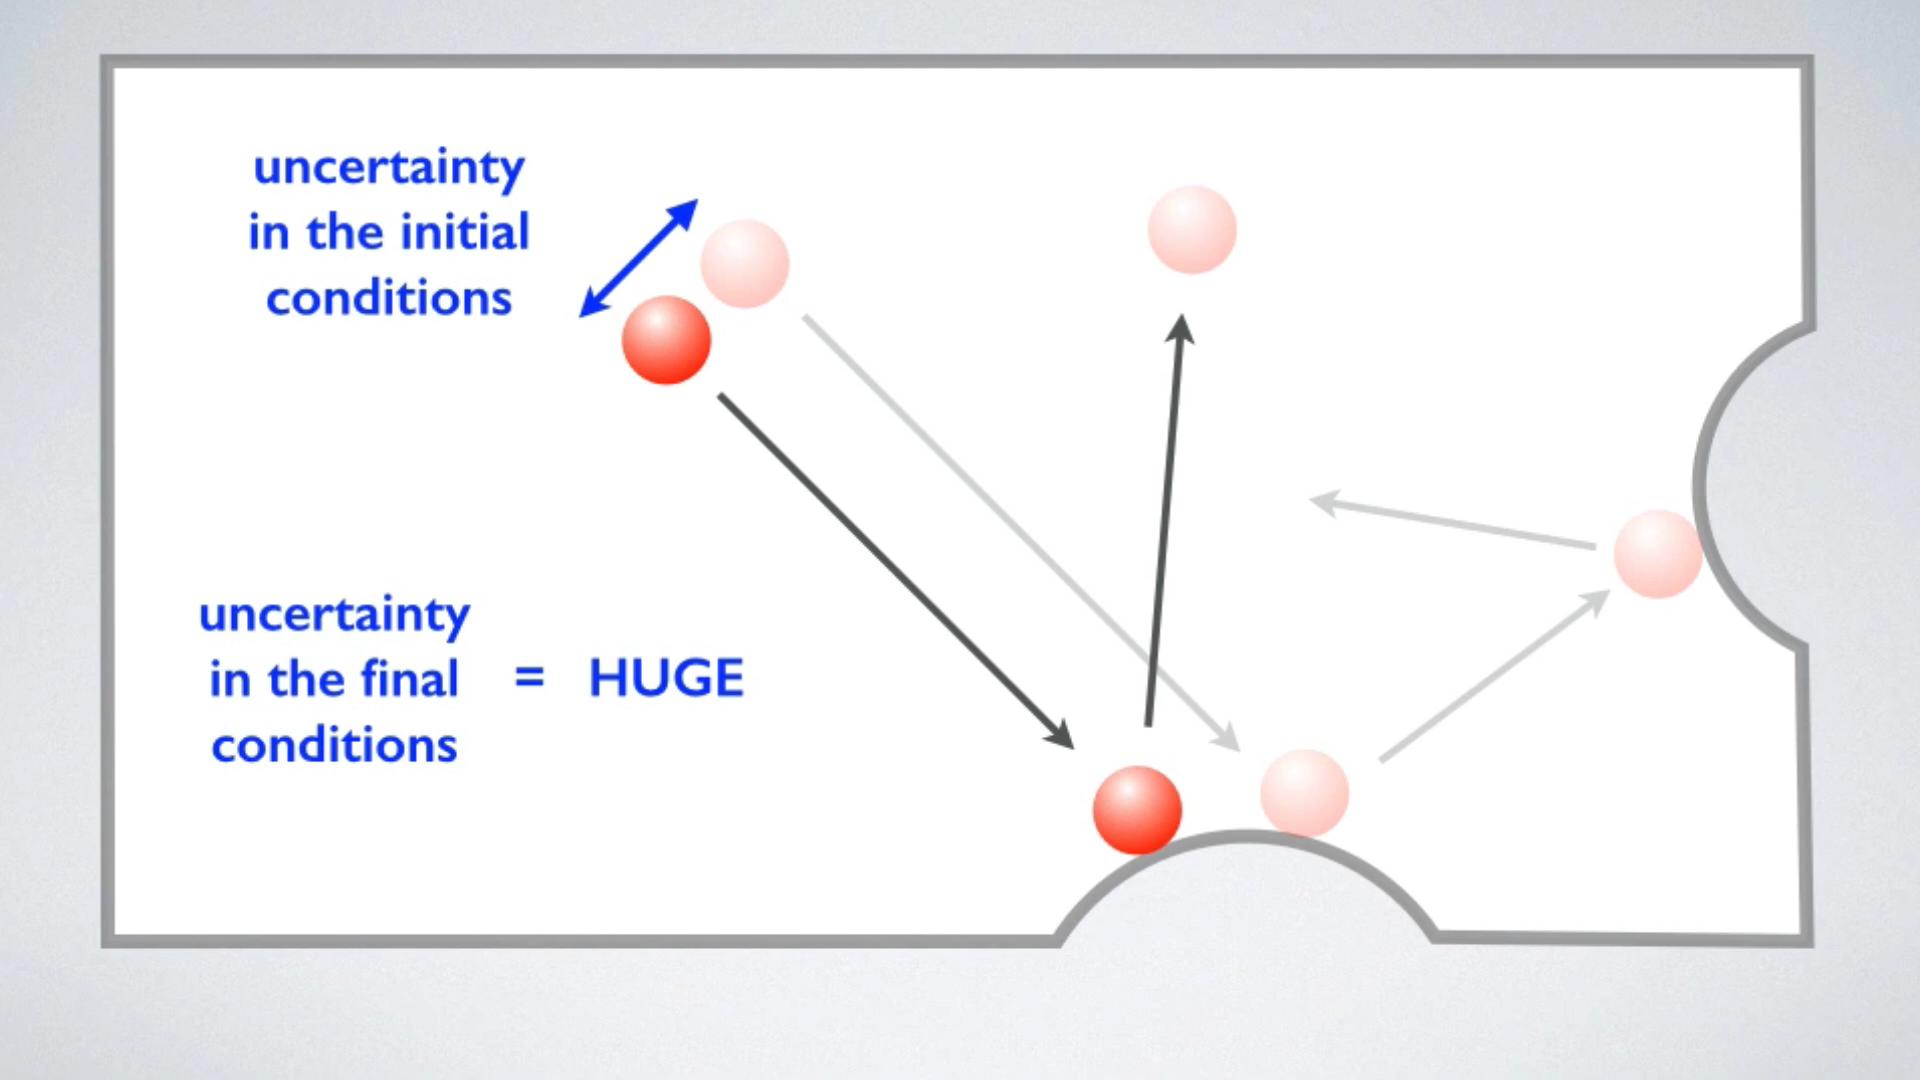 uncertainty
in the initial
conditions
uncertainty
in the final = HUGE
conditions